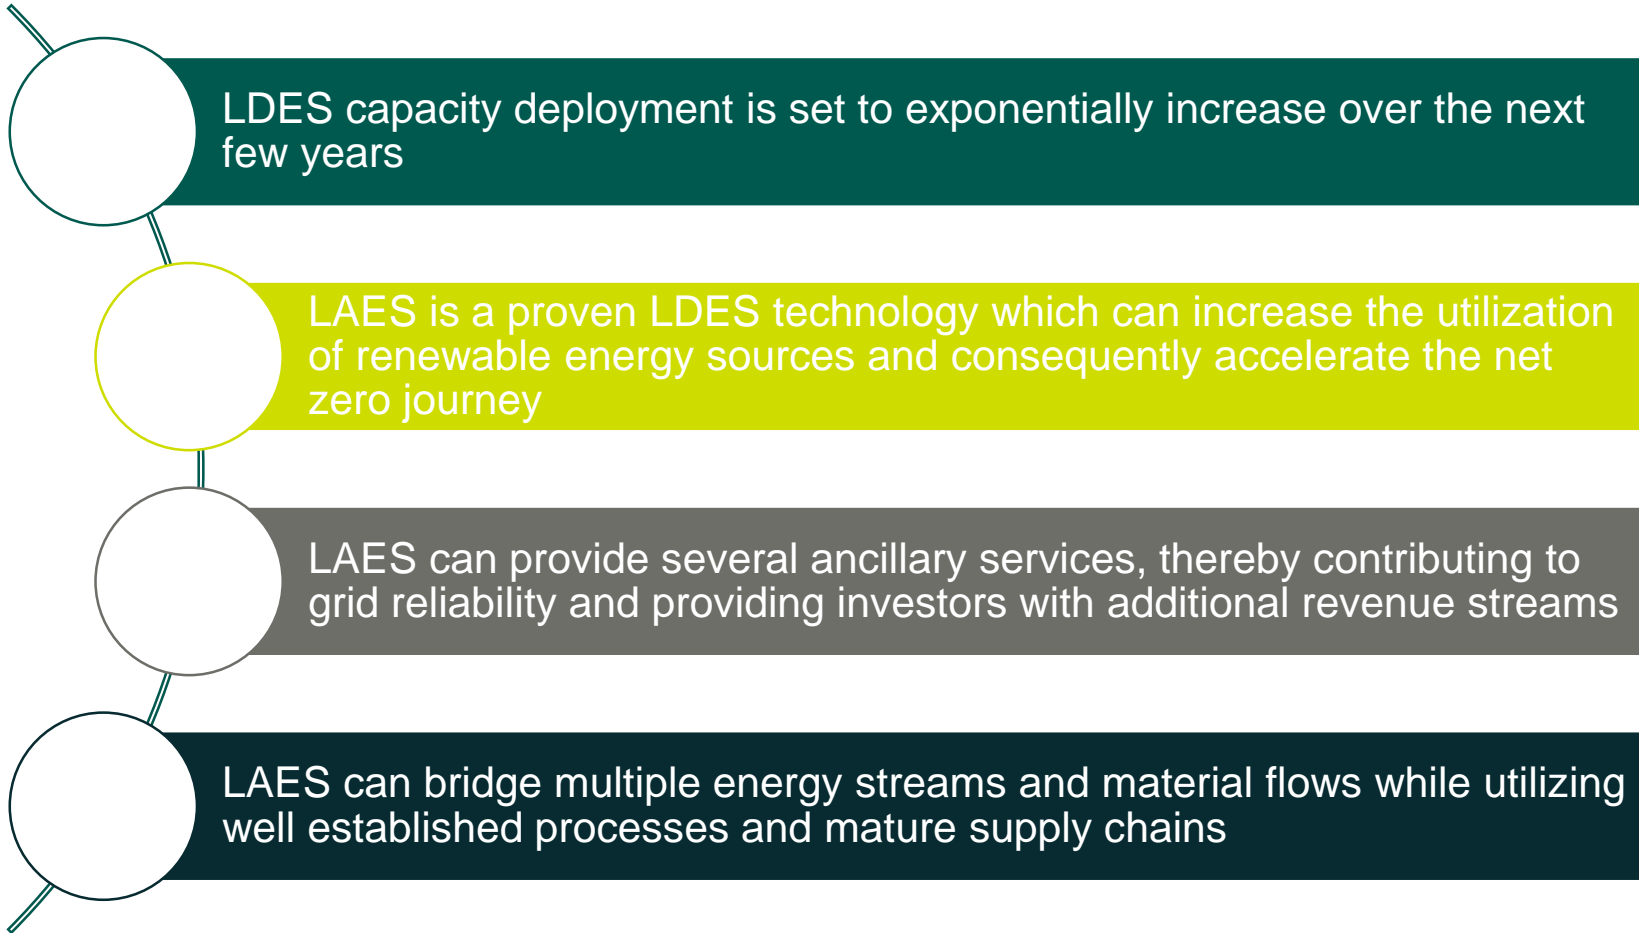 LDES capacity deployment is set to exponentially increase over the next
few years
LAES is a proven LDES technology which can increase the utilization
of renewable energy sources and consequently accelerate the net
zero journey
LAES can provide several ancillary services, thereby contributing to
grid reliability and providing investors with additional revenue streams
LAES can bridge multiple energy streams and material flows while utilizing
well established processes and mature supply chains